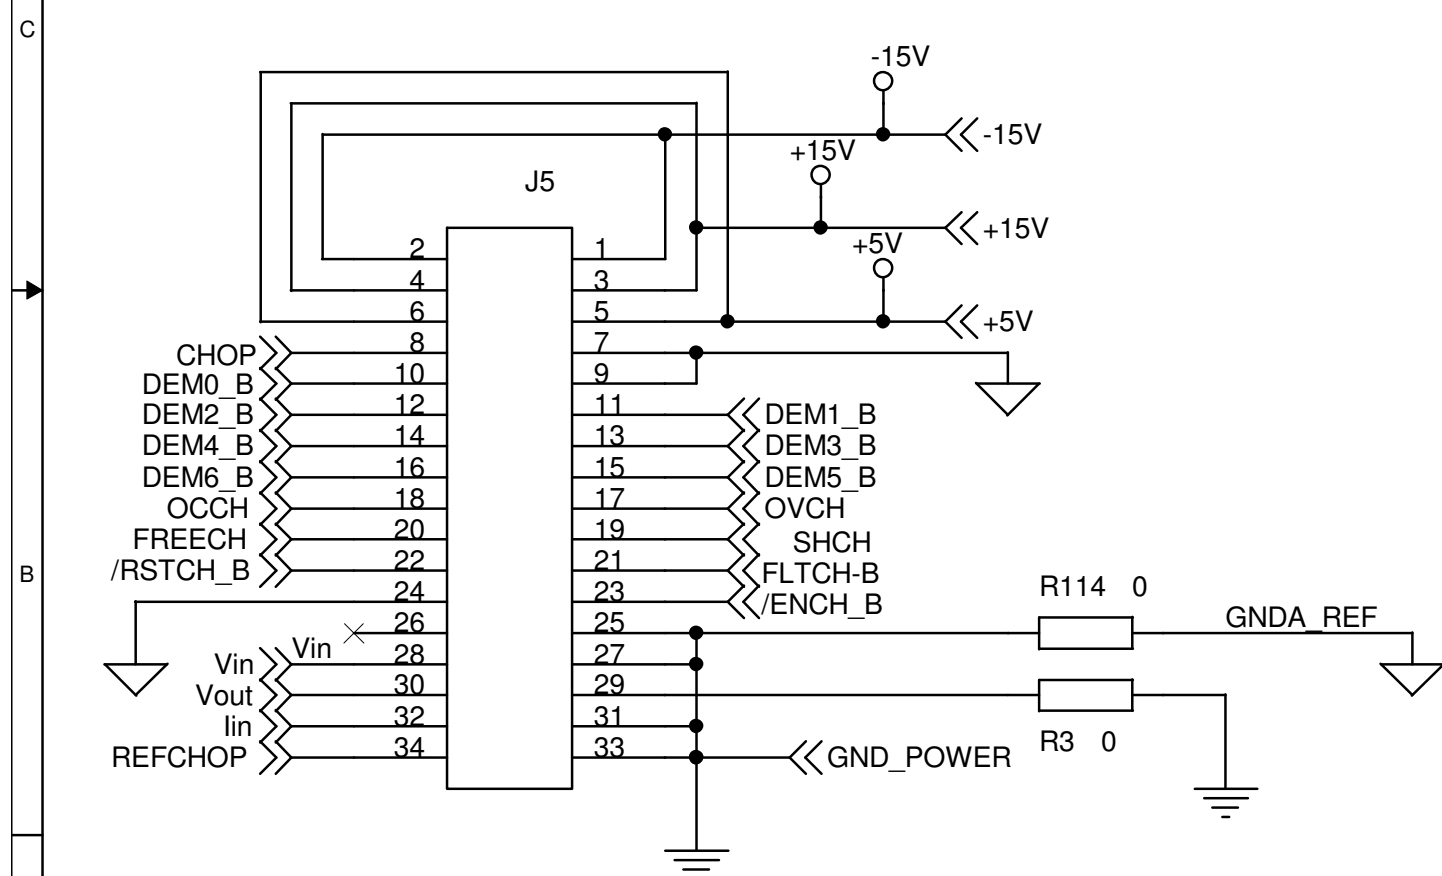 C
-15V
-15V
+15V
J5
+15V
+5V
2 1
4 3
6 5 +5V
CHOP 8 7
DEM0_B 10 9
DEM2_B 12 11 DEM1_B
DEM4_B 14 13 DEM3_B
DEM6_B 16 15 DEM5_B
OCCH 18 17 OVCH
FREECH 20 19 SHCH
/RSTCH_B 22 21 FLTCH-B
B
24 23 /ENCH_B
R114 0
26 25 GNDA_REF
Vin
Vin 28 27
Vout 30 29
Iin 32 31
R3 0
REFCHOP 34 33 GND_POWER